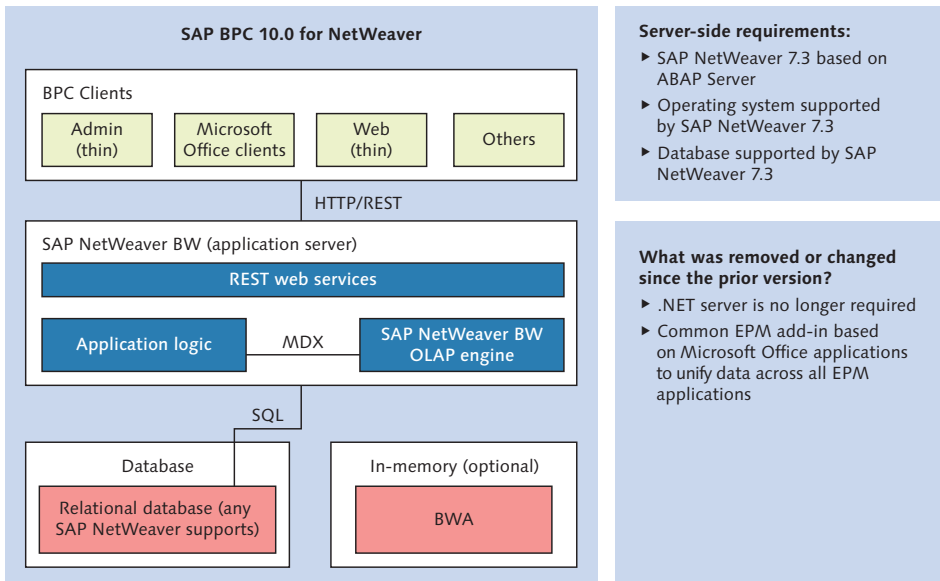 SAP BPC 10.0 for NetWeaver
BPC Clients
Admin
(thin)
Microsoft
Office clients
Web
(thin)
Others
HTTP/REST
SAP NetWeaver BW (application server)
REST web services
Application logic
MDX
SAP NetWeaver BW
OLAP engine
SQL
Database
Relational database (any
SAP NetWeaver supports)
In-memory (optional)
BWA
Server-side requirements:
▸ SAP NetWeaver 7.3 based on
ABAP Server
▸ Operating system supported
by SAP NetWeaver 7.3
▸ Database supported by SAP
NetWeaver 7.3
What was removed or changed
since the prior version?
▸ .NET server is no longer required
▸ Common EPM add-in based
on Microsoft Office applications
to unify data across all EPM
applications